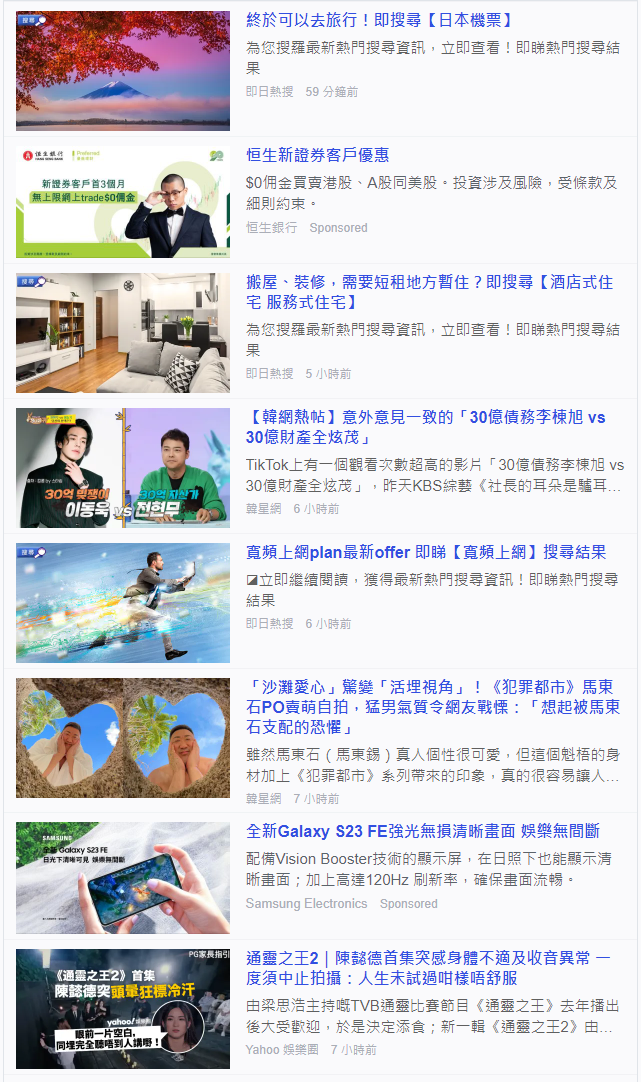 搜尋
終於可以去旅行！即搜尋【日本機票】
為您搜羅最新熱門搜尋資訊，立即查看！即睇熱門搜尋結
果
即日熱搜 59 分鐘前
恒生銀行
HANG SENG BANK
Preferred
新證券客戶首3個月
無上限網上trade$0佣金
恒生新證券客戶優惠
$0佣金買賣港股、A股同美股。投資涉及風險，受條款及
細則約束。
恒生銀行 Sponsored
搜尋
搬屋、裝修，需要短租地方暫住？即搜尋【酒店式住
宅 服務式住宅】
為您搜羅最新熱門搜尋資訊，立即查看！即睇熱門搜尋結
果
即日熱搜 5 小時前
30억 빚쟁이
30억 자산가
이동욱 vs 전현무
【韓網熱帖】意外意見一致的「30億債務李棟旭 vs
30億財產全炫茂」
TikTok上有一個觀看次數超高的影片「30億債務李棟旭 vs
30億財產全炫茂」，昨天KBS綜藝《社長的耳朵是驢耳…
韓星網 6 小時前
搜尋
寬頻上網plan最新offer 即睇【寬頻上網】搜尋結果
◪立即繼續閱讀，獲得最新熱門搜尋資訊！即睇熱門搜尋
結果
即日熱搜 6 小時前
「沙灘愛心」驚變「活埋視角」！《犯罪都市》馬東
石PO賣萌自拍，猛男氣質令網友戰慄：「想起被馬東
石支配的恐懼」
雖然馬東石（馬東錫）真人個性很可愛，但這個魁梧的身
材加上《犯罪都市》系列帶來的印象，真的很容易讓人…
韓星網 7 小時前
SAMSUNG
全新 Galaxy S23 FE
日光下清晰可見 娛樂無間斷
全新Galaxy S23 FE強光無損清晰畫面 娛樂無間斷
配備Vision Booster技術的顯示屏，在日照下也能顯示清
晰畫面；加上高達120Hz 刷新率，確保畫面流暢。
Samsung Electronics Sponsored
PG家長指引
《通靈之王2》首集
陳懿德突頭暈狂標冷汗
yahoo!娛樂圈
眼前一片空白，
同埋完全聽唔到人講嘢！
通靈之王2｜陳懿德首集突感身體不適及收音異常 一
度須中止拍攝：人生未試過咁樣唔舒服
由梁思浩主持嘅TVB通靈比賽節目《通靈之王》去年播出
後大受歡迎，於是決定添食；新一輯《通靈之王2》由…
Yahoo 娛樂圈 7 小時前